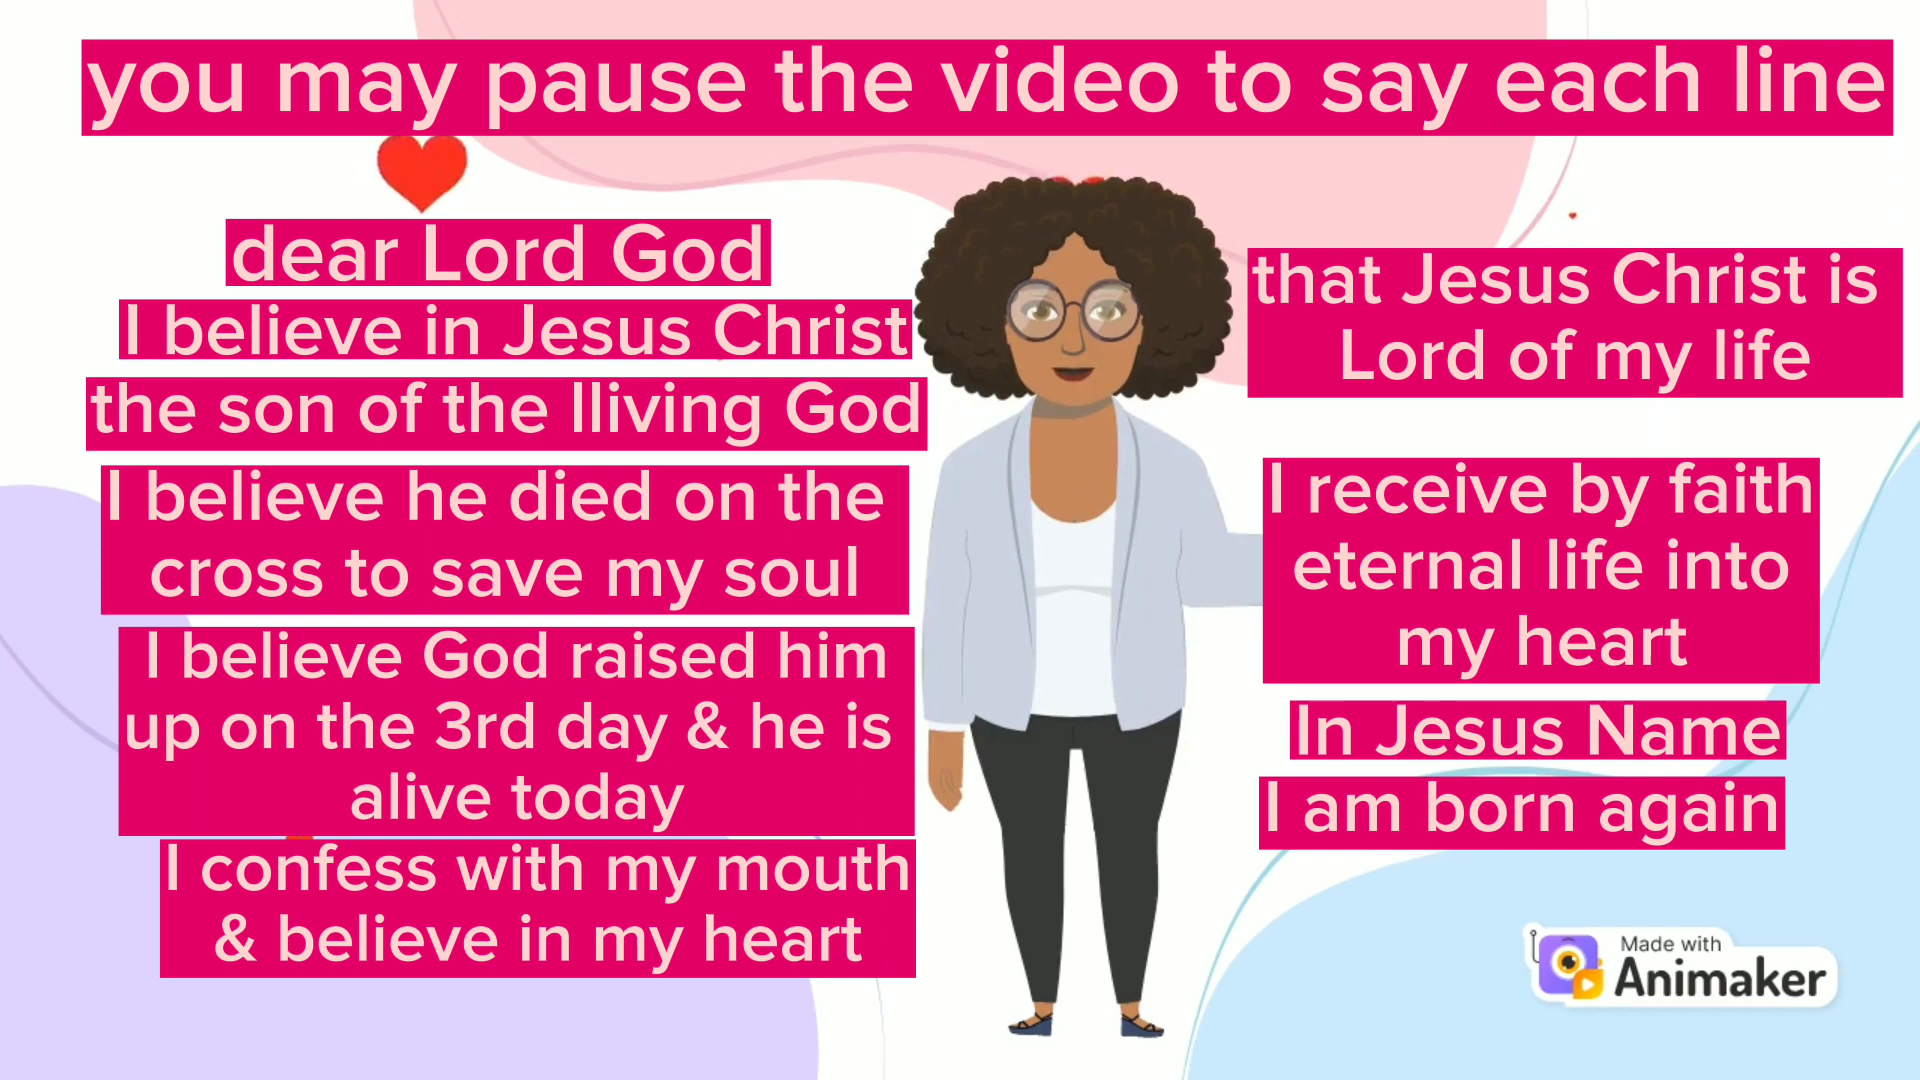 you may pause the video to say each line
dear Lord God
I believe in Jesus Christ
the son of the lliving God
I believe he died on the
cross to save my soul
I believe God raised him
up on the 3rd day & he is
alive today
I confess with my mouth
& believe in my heart
that Jesus Christ is
Lord of my life
I receive by faith
eternal life into
my heart
In Jesus Name
I am born again
Made with
Animaker